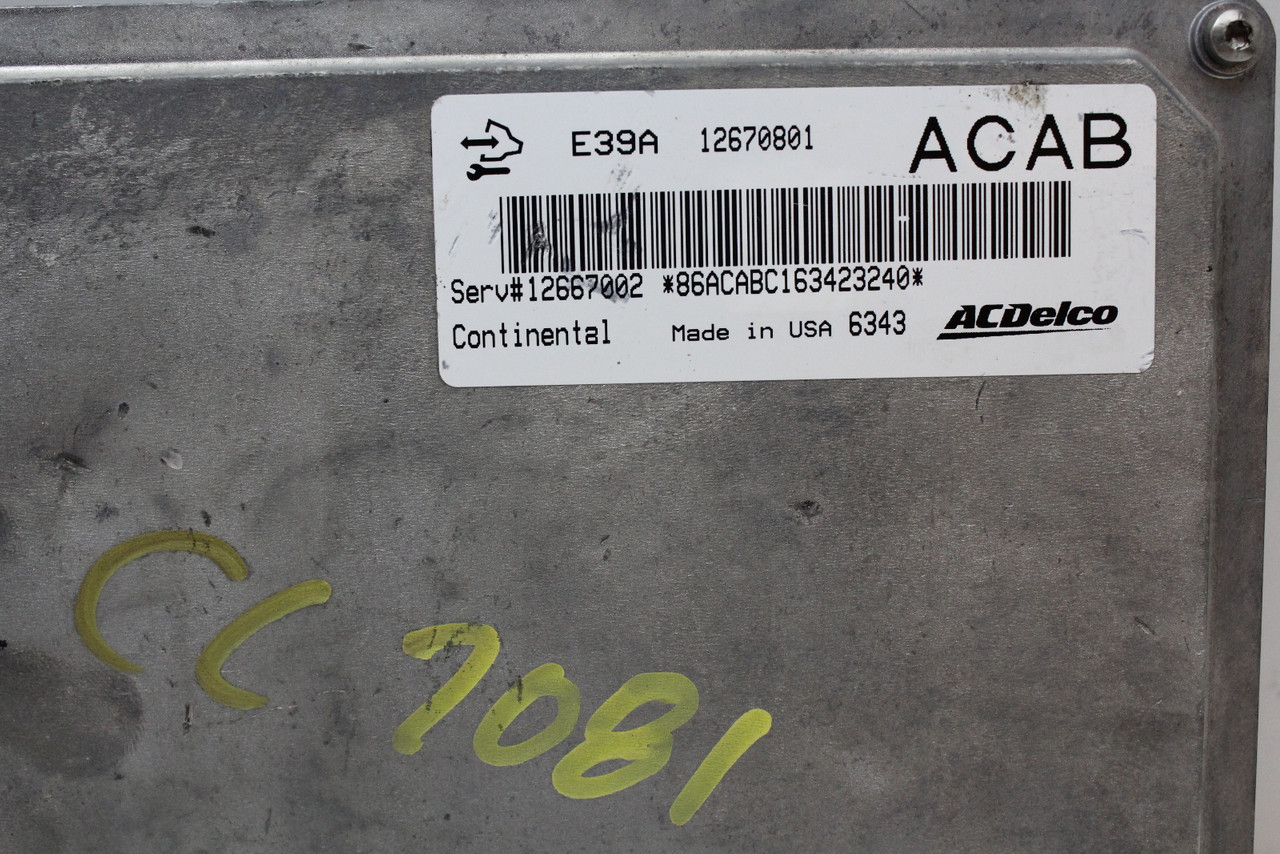 E39A 12670801 ACAB
Serv#12667002 *86ACABC163423240*
Continental Made in USA 6343 ACDelco
CC 7081